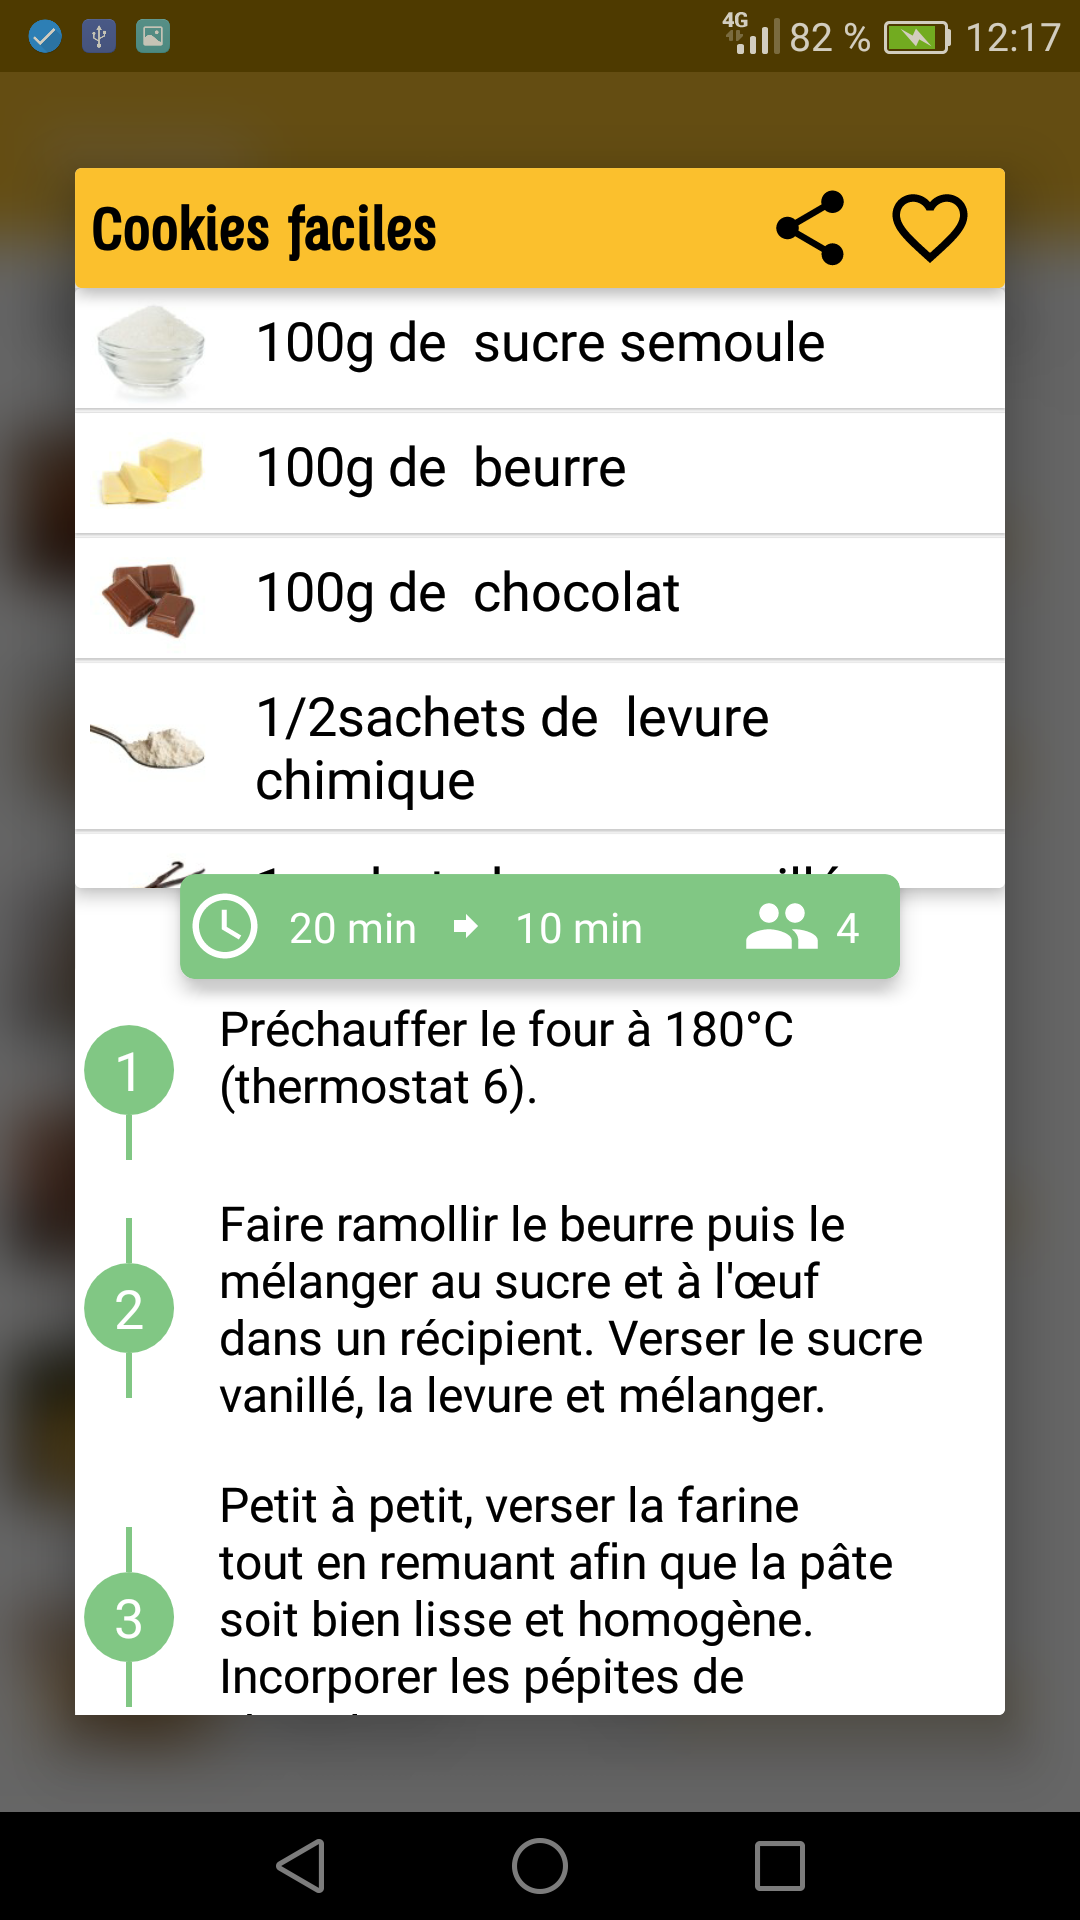 4G 82 % 12:17
Cookies faciles
100g de  sucre semoule
100g de  beurre
100g de  chocolat
1/2sachets de  levure
chimique
20 min 10 min 4
1
Préchauffer le four à 180°C
(thermostat 6).
2
Faire ramollir le beurre puis le
mélanger au sucre et à l'œuf
dans un récipient. Verser le sucre
vanillé, la levure et mélanger.
3
Petit à petit, verser la farine
tout en remuant afin que la pâte
soit bien lisse et homogène.
Incorporer les pépites de